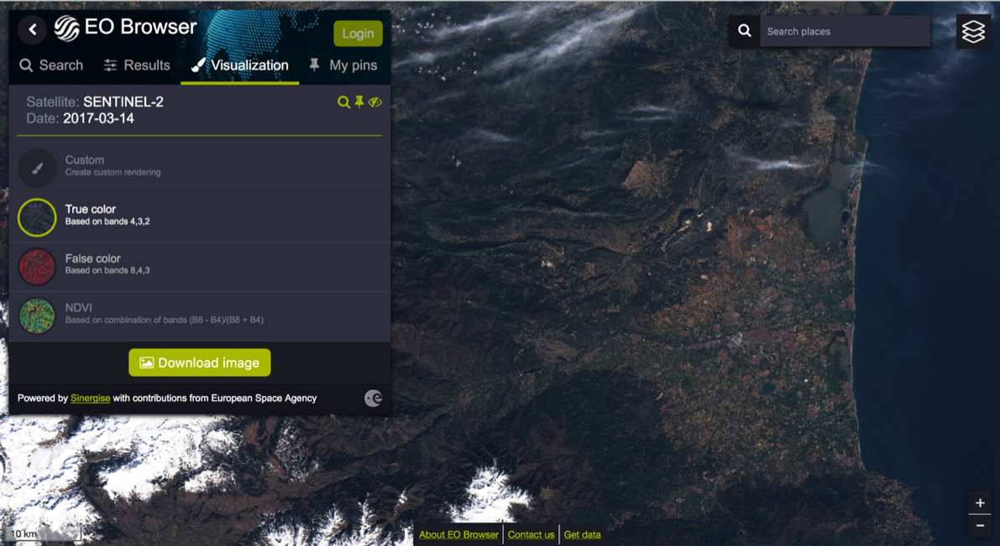 EO Browser
Login
Search Results Visualization My pins
Search places
Satellite: SENTINEL-2
Date: 2017-03-14
Custom
Create custom rendering
True color
Based on bands 4,3,2
False color
Based on bands 8,4,3
NDVI
Based on combination of bands (B8 - B4)/(B8 + B4)
Download image
Powered by Sinergise with contributions from European Space Agency
10 km
About EO Browser Contact us Get data
+
−